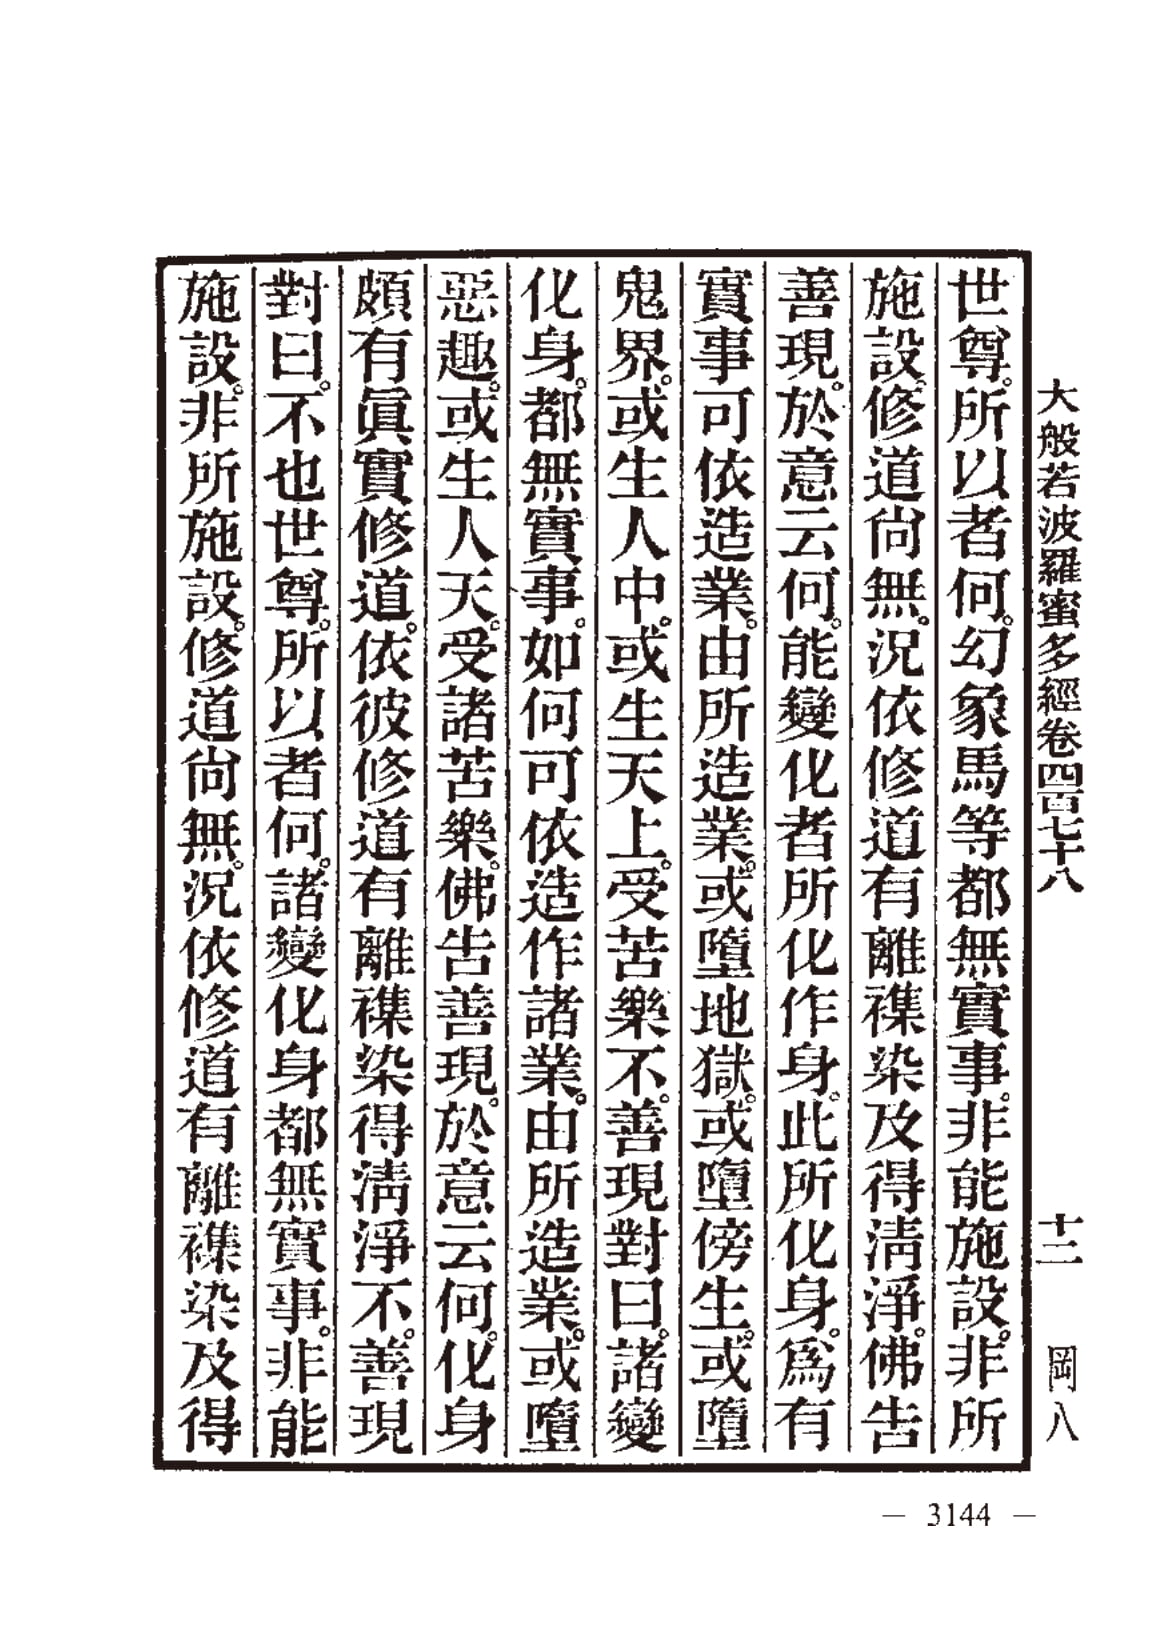 大般若波羅蜜多經卷四百七十八 十二 岡八
世尊。所以者何。幻象馬等都無實事。非能施設。非所
施設。修道尚無。況依修道有離襍染及得淸淨。佛告
善現。於意云何。能變化者所化作身。此所化身。爲有
實事可依造業。由所造業。或墮地獄。或墮傍生。或墮
鬼界。或生人中。或生天上。受苦樂不。善現對曰。諸變
化身。都無實事。如何可依造作諸業。由所造業。或墮
惡趣。或生人天。受諸苦樂。佛告善現。於意云何。化身
頗有眞實修道。依彼修道有離襍染得淸淨不。善現
對曰。不也世尊。所以者何。諸變化身都無實事。非能
施設。非所施設。修道尚無。況依修道有離襍染及得
— 3144 —